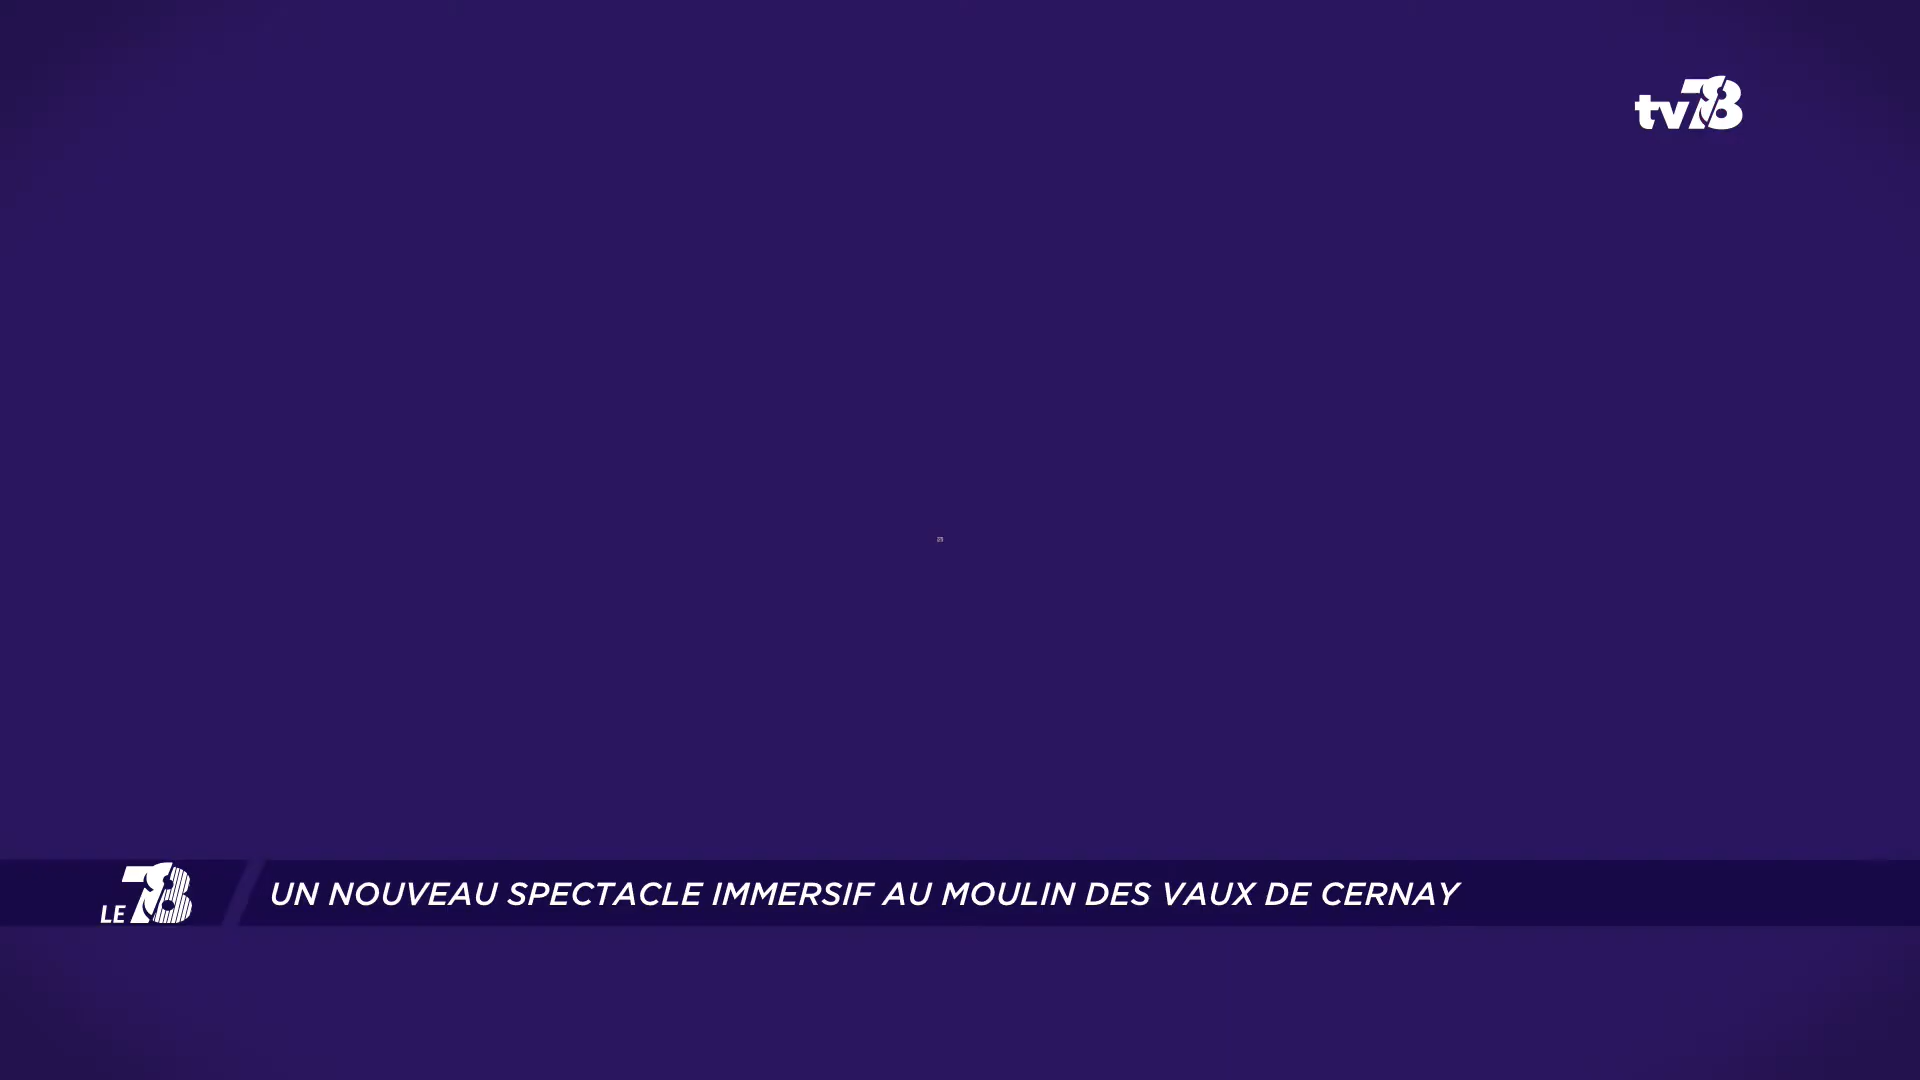 tv78
LE 78
UN NOUVEAU SPECTACLE IMMERSIF AU MOULIN DES VAUX DE CERNAY